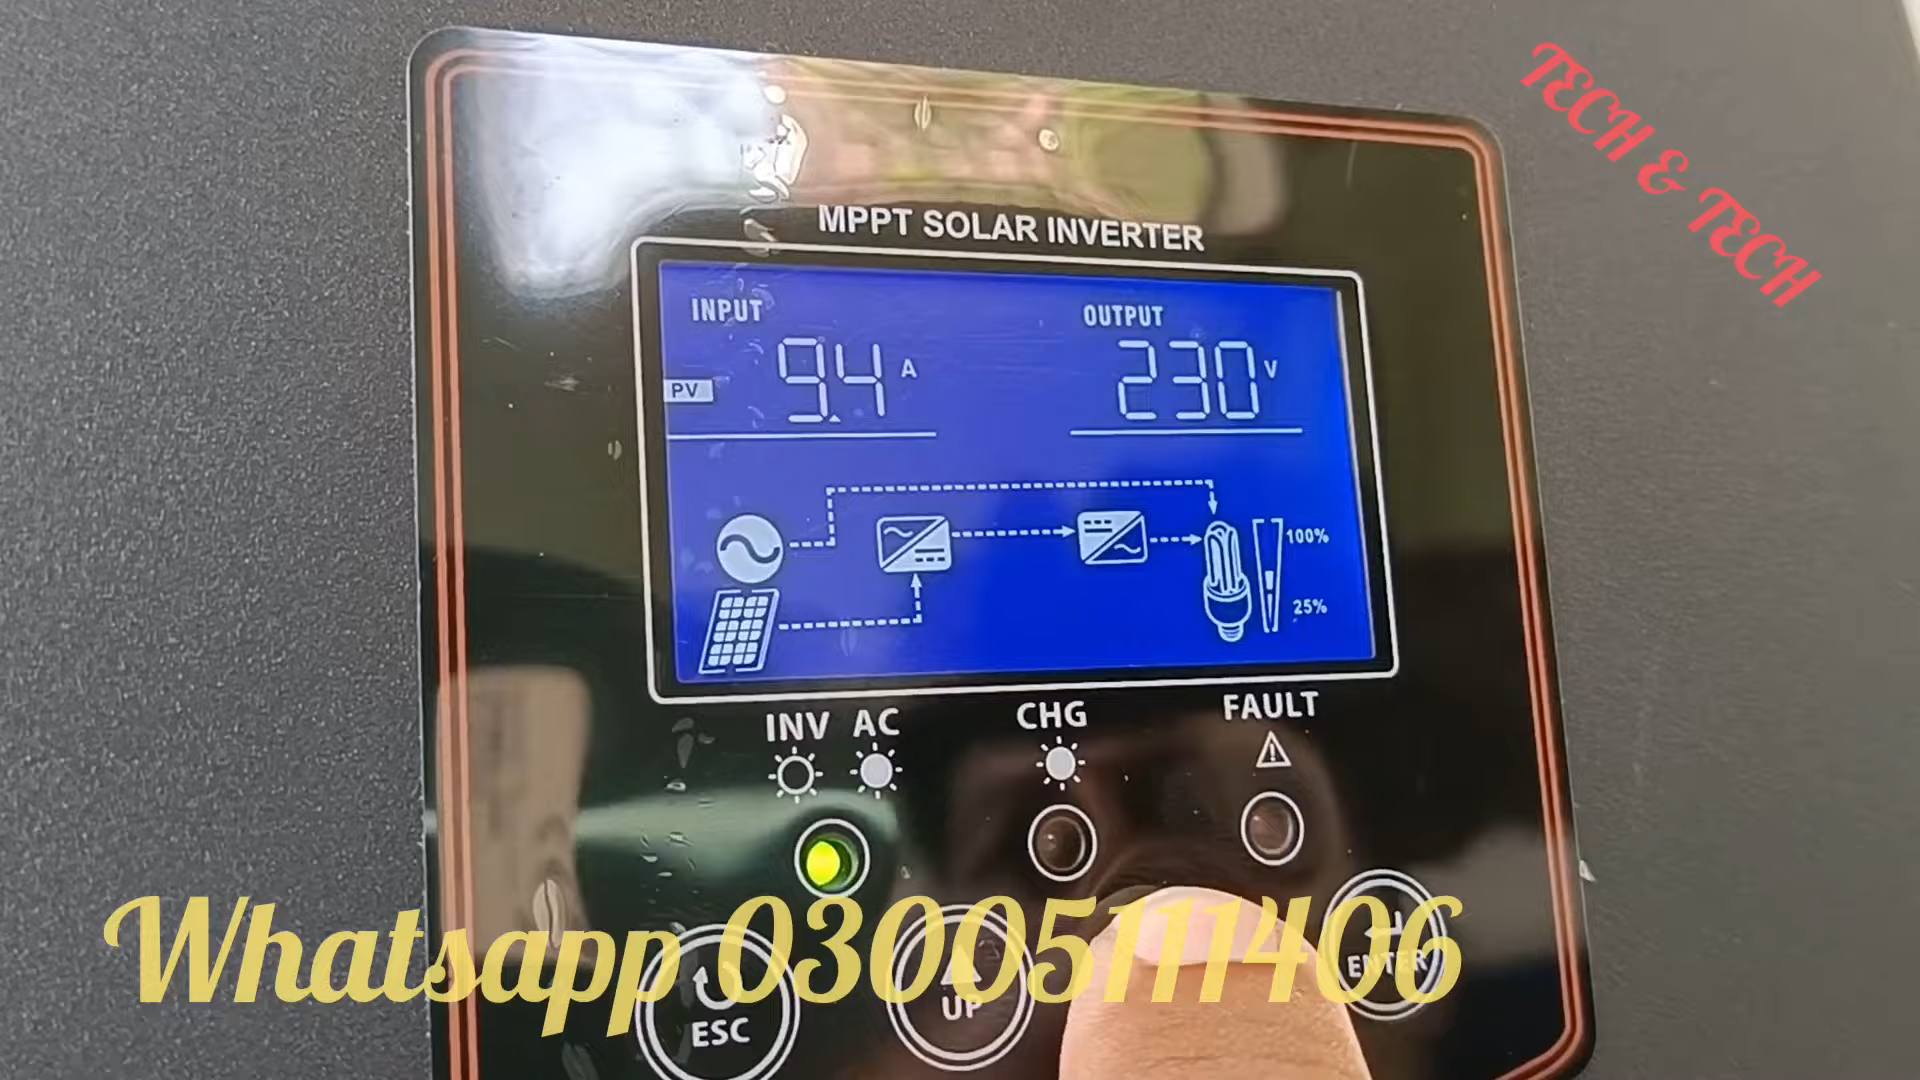 TECH & TECH
MPPT SOLAR INVERTER
INPUT
OUTPUT
PV 9.4 A
230 V
100%
25%
INV AC
CHG
FAULT
Whatsapp 03005111406
ESC
UP
ENTER